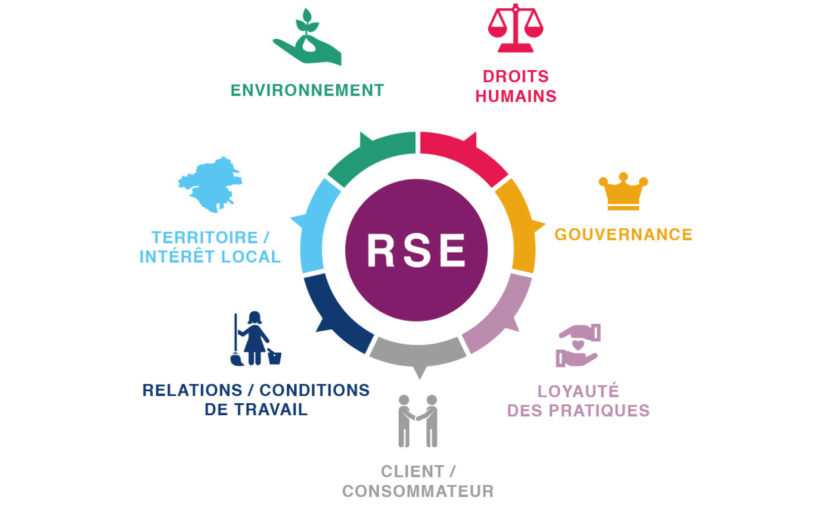 ENVIRONNEMENT
DROITS
HUMAINS
TERRITOIRE /
INTÉRÊT LOCAL
RSE
GOUVERNANCE
RELATIONS / CONDITIONS
DE TRAVAIL
LOYAUTÉ
DES PRATIQUES
CLIENT /
CONSOMMATEUR